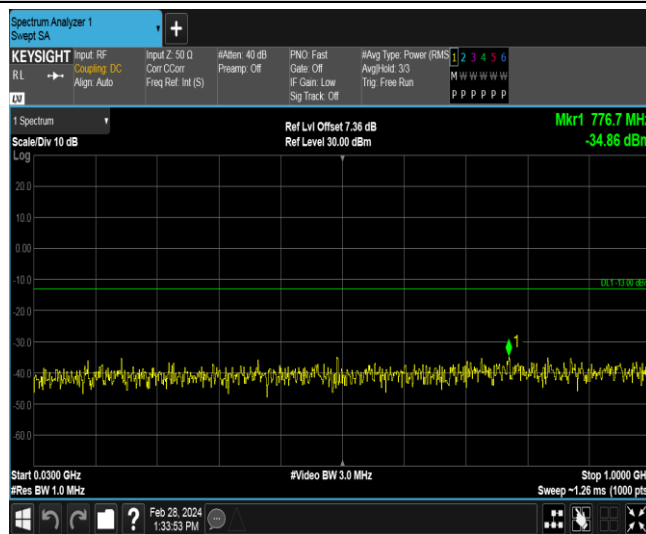 Spectrum Analyzer 1
Swept SA
+
KEYSIGHT Input: RF Input Z: 50 Ω #Atten: 40 dB PNO: Fast #Avg Type: Power (RMS 1 2 3 4 5 6
RL Coupling: DC Corr CCorr Preamp: Off Gate: Off Avg|Hold: 3/3 M W W W W W
Align: Auto Freq Ref: Int (S) IF Gain: Low Trig: Free Run
LXI Sig Track: Off P P P P P P
1 Spectrum Ref Lvl Offset 7.36 dB Mkr1 776.7 MHz
Scale/Div 10 dB Ref Level 30.00 dBm -34.86 dBm
Log
20.0
10.0
0.00
-10.0
DL1 -13.00 dBm
-20.0
-30.0
1
-40.0
-50.0
-60.0
Start 0.0300 GHz #Video BW 3.0 MHz Stop 1.0000 GH
#Res BW 1.0 MHz Sweep ~1.26 ms (1000 pts
? Feb 28, 2024
1:33:53 PM